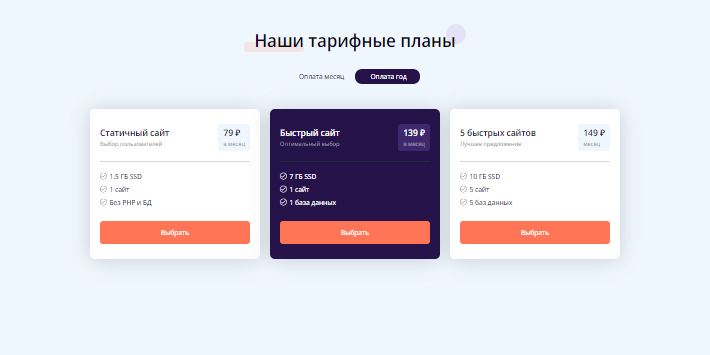 Наши тарифные планы
Оплата месяц Оплата год
Статичный сайт
Выбор пользователей
79 ₽
в месяц
1.5 ГБ SSD
1 сайт
Без PHP и БД
Выбрать
Быстрый сайт
Оптимальный выбор
139 ₽
в месяц
7 ГБ SSD
1 сайт
1 база данных
Выбрать
5 быстрых сайтов
Лучшее предложение
149 ₽
месяц
10 ГБ SSD
5 сайт
5 баз данных
Выбрать